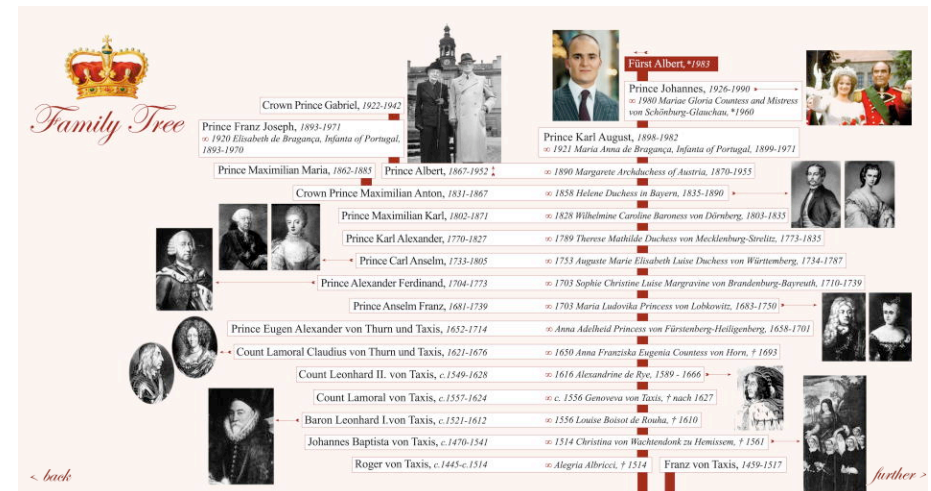 Family Tree
Fürst Albert, *1983
Prince Johannes, 1926-1990
∞ 1980 Mariae Gloria Countess and Mistress
von Schönburg-Glauchau, *1960
Crown Prince Gabriel, 1922-1942
Prince Franz Joseph, 1893-1971
∞ 1920 Elisabeth de Bragança, Infanta of Portugal,
1893-1970
Prince Karl August, 1898-1982
∞ 1921 Maria Anna de Bragança, Infanta of Portugal, 1899-1971
Prince Maximilian Maria, 1862-1885
Prince Albert, 1867-1952
∞ 1890 Margarete Archduchess of Austria, 1870-1955
Crown Prince Maximilian Anton, 1831-1867
∞ 1858 Helene Duchess in Bayern, 1835-1890
Prince Maximilian Karl, 1802-1871
∞ 1828 Wilhelmine Caroline Baroness von Dörnberg, 1803-1835
Prince Karl Alexander, 1770-1827
∞ 1789 Therese Mathilde Duchess von Mecklenburg-Strelitz, 1773-1835
Prince Carl Anselm, 1733-1805
∞ 1753 Auguste Marie Elisabeth Luise Duchess von Württemberg, 1734-1787
Prince Alexander Ferdinand, 1704-1773
∞ 1703 Sophie Christine Luise Margravine von Brandenburg-Bayreuth, 1710-1739
Prince Anselm Franz, 1681-1739
∞ 1703 Maria Ludovika Princess von Lobkowitz, 1683-1750
Prince Eugen Alexander von Thurn und Taxis, 1652-1714
∞ Anna Adelheid Princess von Fürstenberg-Heiligenberg, 1658-1701
Count Lamoral Claudius von Thurn und Taxis, 1621-1676
∞ 1650 Anna Franziska Eugenia Countess von Horn, † 1693
Count Leonhard II. von Taxis, c.1549-1628
∞ 1616 Alexandrine de Rye, 1589 - 1666
Count Lamoral von Taxis, c.1557-1624
∞ c. 1556 Genoveva von Taxis, † nach 1627
Baron Leonhard I.von Taxis, c.1521-1612
∞ 1556 Louise Boisot de Rouha, † 1610
Johannes Baptista von Taxis, c.1470-1541
∞ 1514 Christina von Wachtendonk zu Hemissem, † 1561
Roger von Taxis, c.1445-c.1514
∞ Alegria Albricci, † 1514
Franz von Taxis, 1459-1517
< back
further >